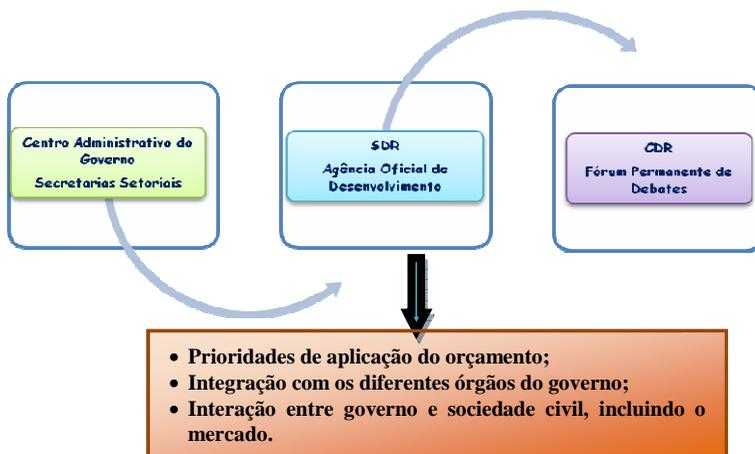 Centro Administrativo do
Governo
Secretarias Setoriais
SDR
Agência Oficial de
Desenvolvimento
CDR
Fórum Permanente de
Debates
• Prioridades de aplicação do orçamento;
• Integração com os diferentes órgãos do governo;
• Interação entre governo e sociedade civil, incluindo o
mercado.